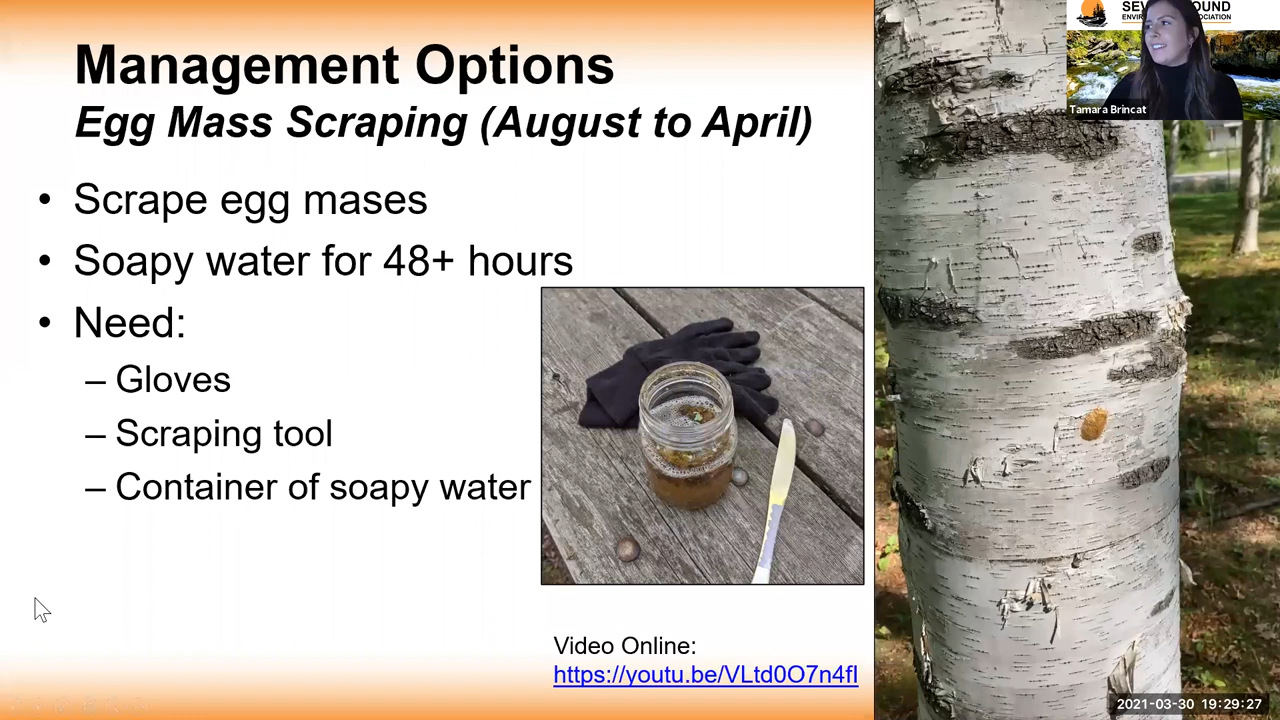 Management Options
Egg Mass Scraping (August to April)
• Scrape egg mases
• Soapy water for 48+ hours
• Need:
– Gloves
– Scraping tool
– Container of soapy water
Video Online:
https://youtu.be/VLtd0O7n4fI
Tamara Brincat
2021-03-30 19:29:27